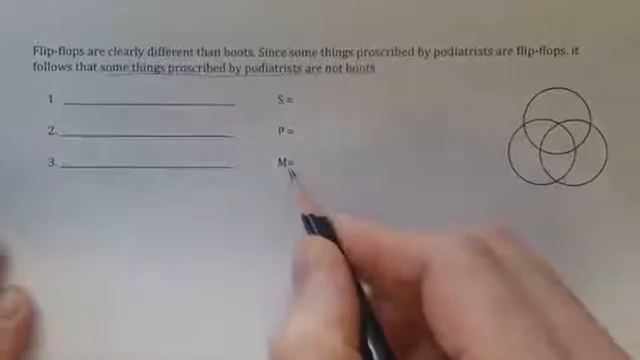 Flip-flops are clearly different than boots. Since some things proscribed by podiatrists are flip-flops, it
follows that some things proscribed by podiatrists are not boots
1. S =
2. P =
3. M=